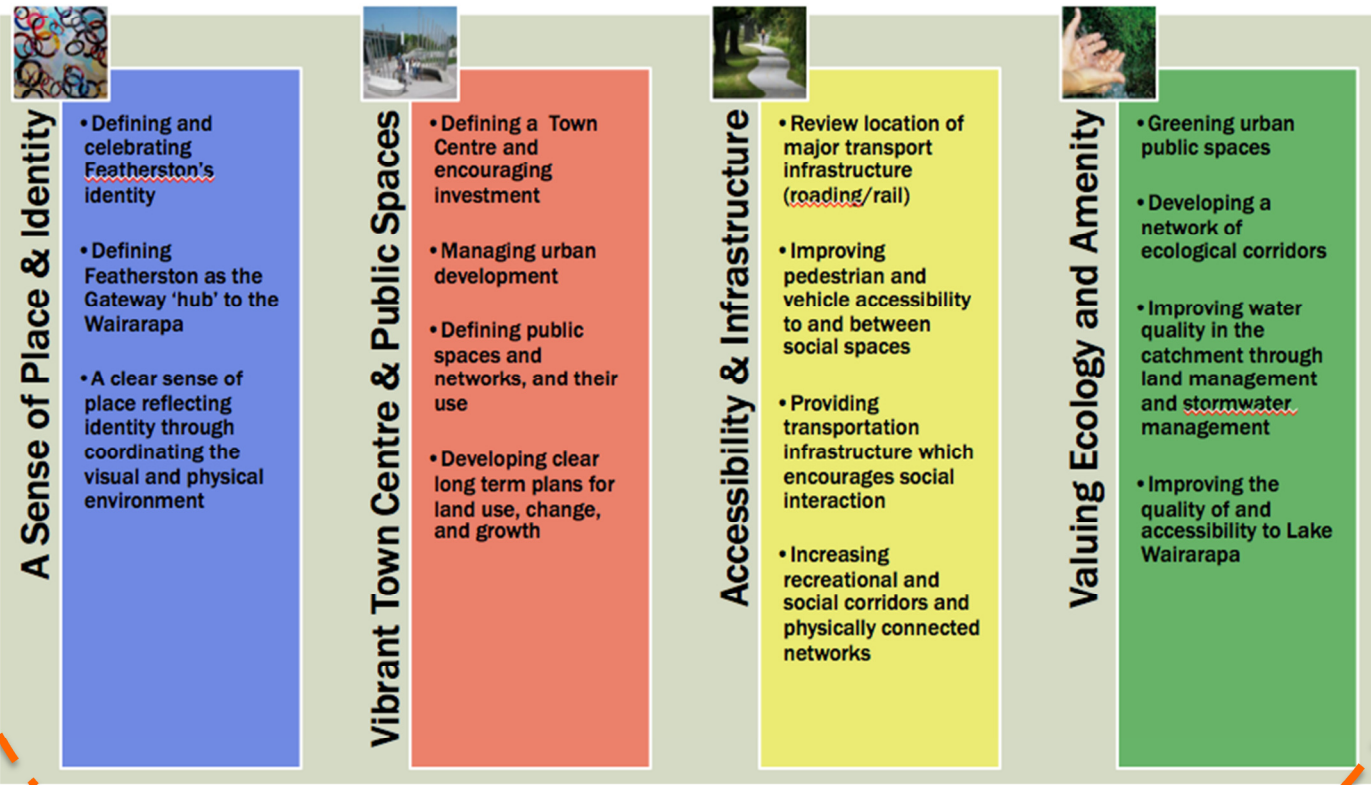 A Sense of Place & Identity
•Defining and
celebrating
Featherston's
identity
•Defining
Featherston as the
Gateway ‘hub’ to the
Wairarapa
•A clear sense of
place reflecting
identity through
coordinating the
visual and physical
environment
Vibrant Town Centre & Public Spaces
•Defining a Town
Centre and
encouraging
investment
•Managing urban
development
•Defining public
spaces and
networks, and their
use
•Developing clear
long term plans for
land use, change,
and growth
Accessibility & Infrastructure
•Review location of
major transport
infrastructure
(roading/rail)
•Improving
pedestrian and
vehicle accessibility
to and between
social spaces
•Providing
transportation
infrastructure which
encourages social
interaction
•Increasing
recreational and
social corridors and
physically connected
networks
Valuing Ecology and Amenity
•Greening urban
public spaces
•Developing a
network of
ecological corridors
•Improving water
quality in the
catchment through
land management
and stormwater
management
•Improving the
quality of and
accessibility to Lake
Wairarapa